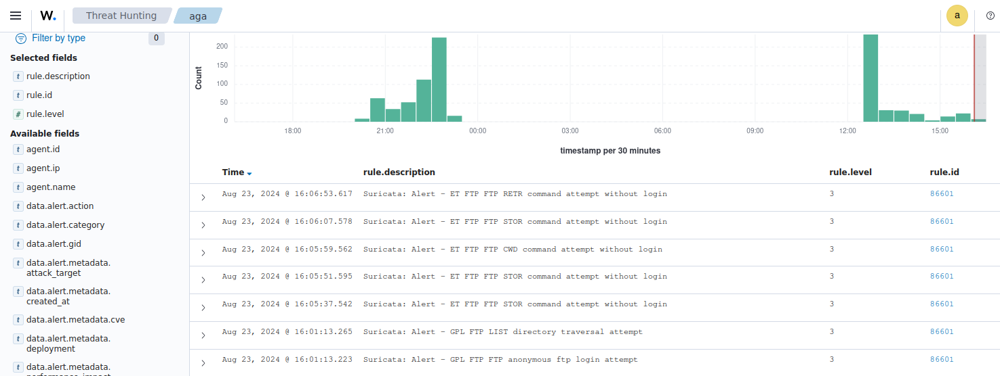 W. Threat Hunting aga a
Filter by type 0
Selected fields
t rule.description
t rule.id
# rule.level
Available fields
t agent.id
t agent.ip
t agent.name
t data.alert.action
t data.alert.category
t data.alert.gid
t data.alert.metadata.
attack_target
t data.alert.metadata.
created_at
t data.alert.metadata.cve
t data.alert.metadata.
deployment
t data.alert.metadata.
performance_impact
Count
200
150
100
50
0
18:00 21:00 00:00 03:00 06:00 09:00 12:00 15:00
timestamp per 30 minutes
Time rule.description rule.level rule.id
Aug 23, 2024 @ 16:06:53.617 Suricata: Alert - ET FTP FTP RETR command attempt without login 3 86601
Aug 23, 2024 @ 16:06:07.578 Suricata: Alert - ET FTP FTP STOR command attempt without login 3 86601
Aug 23, 2024 @ 16:05:59.562 Suricata: Alert - ET FTP FTP CWD command attempt without login 3 86601
Aug 23, 2024 @ 16:05:51.595 Suricata: Alert - ET FTP FTP STOR command attempt without login 3 86601
Aug 23, 2024 @ 16:05:37.542 Suricata: Alert - ET FTP FTP STOR command attempt without login 3 86601
Aug 23, 2024 @ 16:01:13.265 Suricata: Alert - GPL FTP LIST directory traversal attempt 3 86601
Aug 23, 2024 @ 16:01:13.223 Suricata: Alert - GPL FTP FTP anonymous ftp login attempt 3 86601